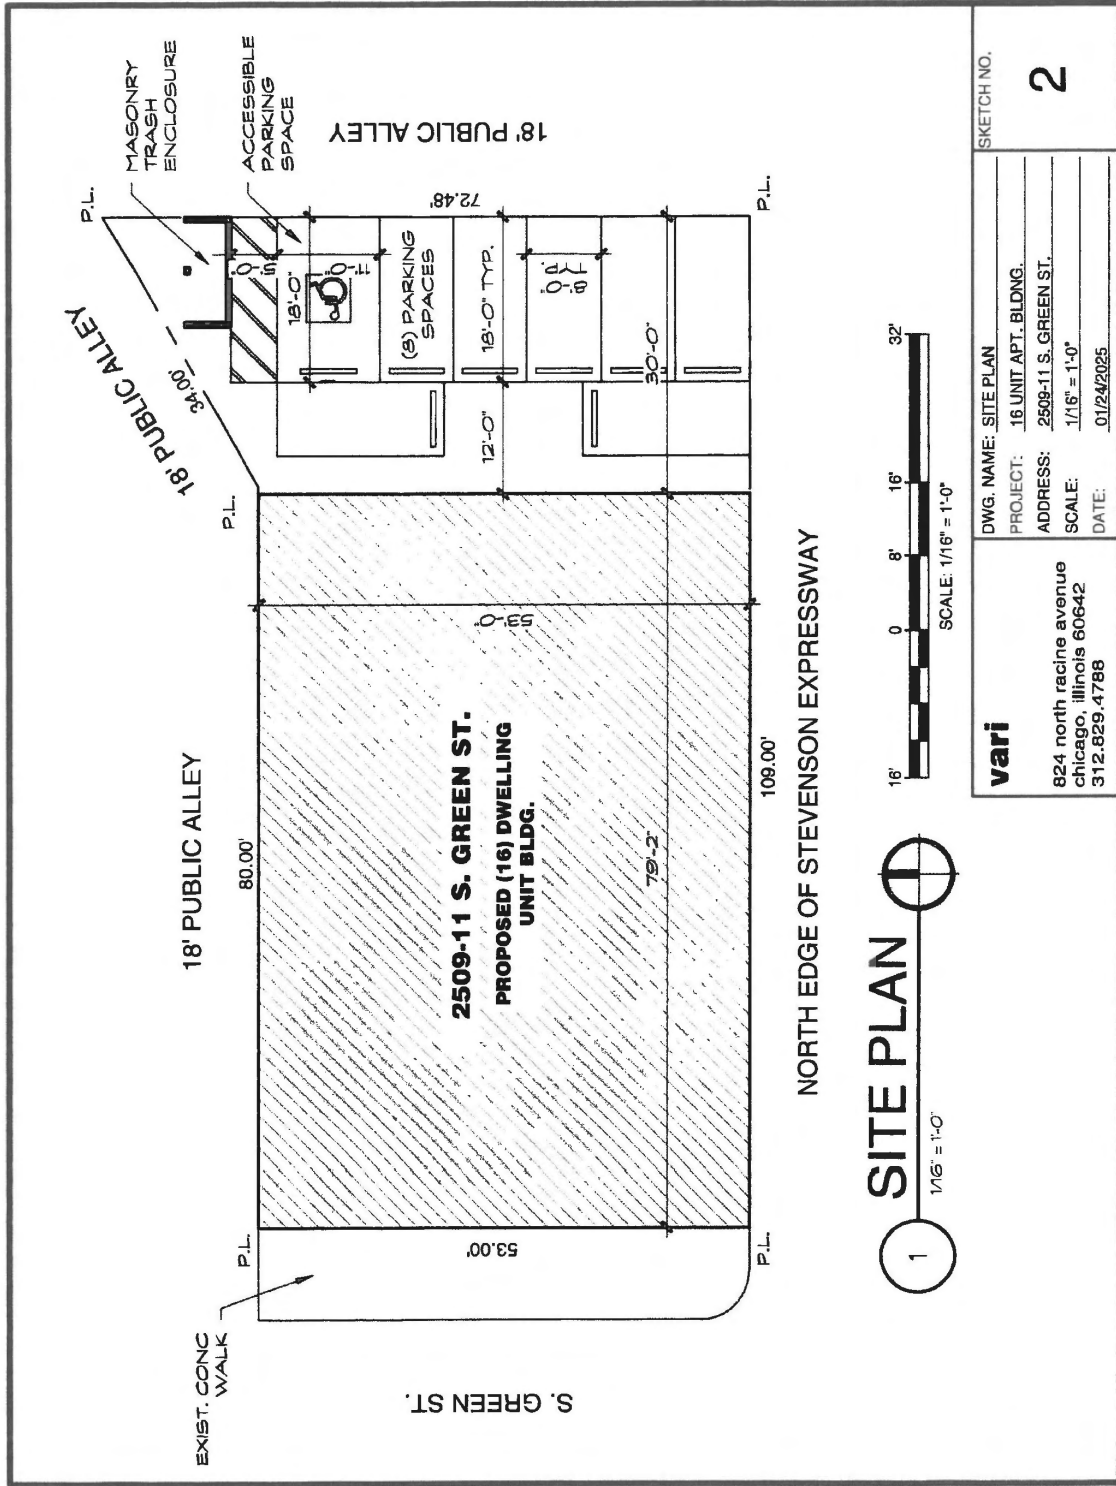 P.L.
MASONRY
TRASH
ENCLOSURE
ACCESSIBLE
PARKING
SPACE
18' PUBLIC ALLEY
34.00'
18' PUBLIC ALLEY
72.48'
P.L.
P.L.
5'-0"
18'-0"
11'-0"
(8) PARKING
SPACES
18'-0" TYP.
8'-0"
12'-0"
30'-0"
18' PUBLIC ALLEY
80.00'
53'-0"
2509-11 S. GREEN ST.
PROPOSED (16) DWELLING
UNIT BLDG.
79'-2"
109.00'
NORTH EDGE OF STEVENSON EXPRESSWAY
P.L.
53.00'
P.L.
EXIST. CONC
WALK
S. GREEN ST.
1
SITE PLAN
1/16" = 1'-0"
16' 0 8' 16' 32'
SCALE: 1/16" = 1'-0"
vari
824 north racine avenue
chicago, illinois 60642
312.829.4788
DWG. NAME: SITE PLAN
PROJECT: 16 UNIT APT. BLDNG.
ADDRESS: 2509-11 S. GREEN ST.
SCALE: 1/16" = 1'-0"
DATE: 01/24/2025
SKETCH NO.
2